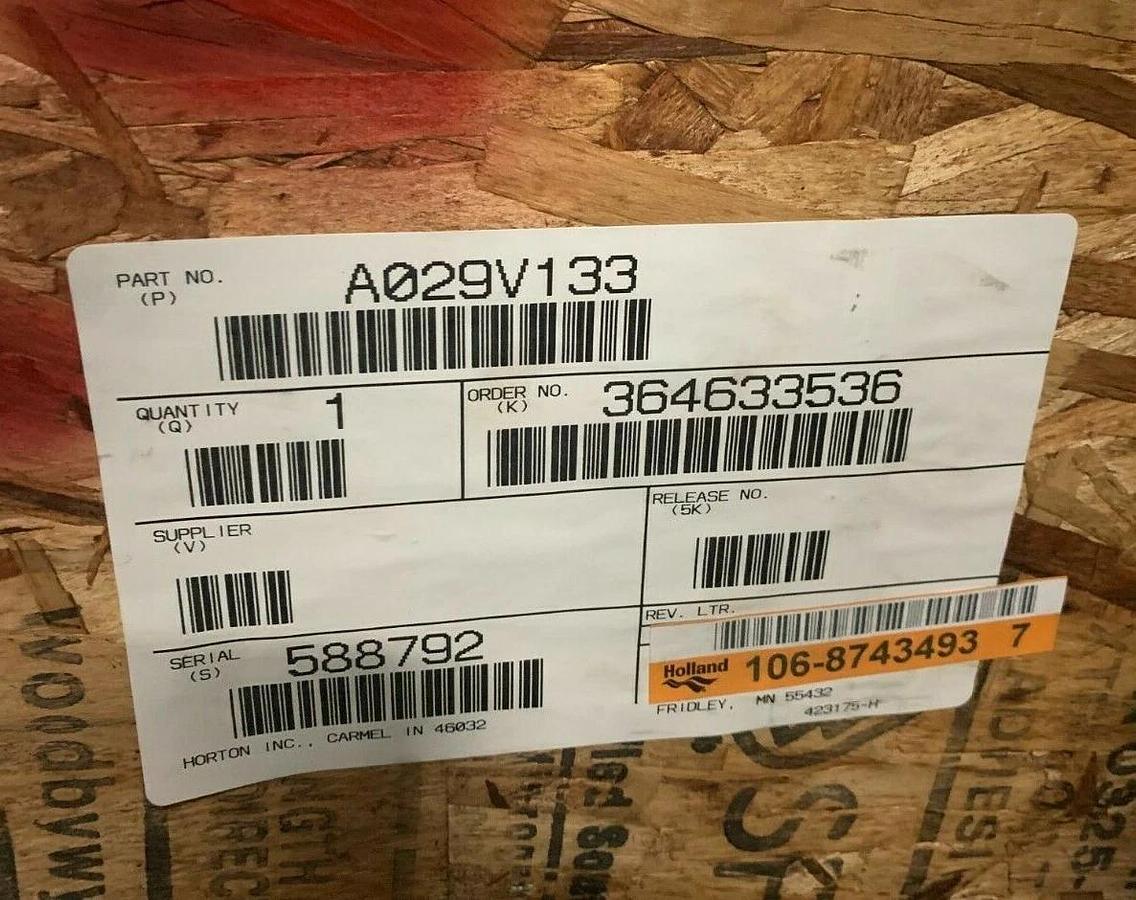 PART NO. A029V133
(P)
QUANTITY 1
(Q)
ORDER NO. 364633536
(K)
SUPPLIER
(V)
RELEASE NO.
(5K)
REV. LTR.
SERIAL 588792
(S)
Holland 106-8743493 7
HORTON INC., CARMEL IN 46032
FRIDLEY, MN 55432
423175-H
Woodbywy